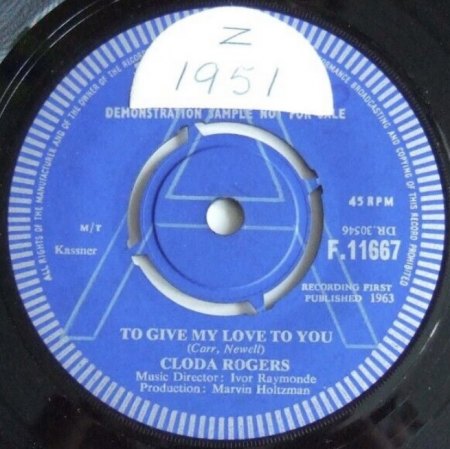 Z
1951
DEMONSTRATION SAMPLE NOT FOR SALE
ALL RIGHTS OF THE MANUFACTURER AND OF THE OWNER OF THE RECORD
PERFORMANCE BROADCASTING AND COPYING OF THIS RECORD PROHIBITED
45 RPM
M/T
Kassner
DR.30546
F.11667
RECORDING FIRST
PUBLISHED 1963
TO GIVE MY LOVE TO YOU
(Carr, Newell)
CLODA ROGERS
Music Director: Ivor Raymonde
Production: Marvin Holtzman